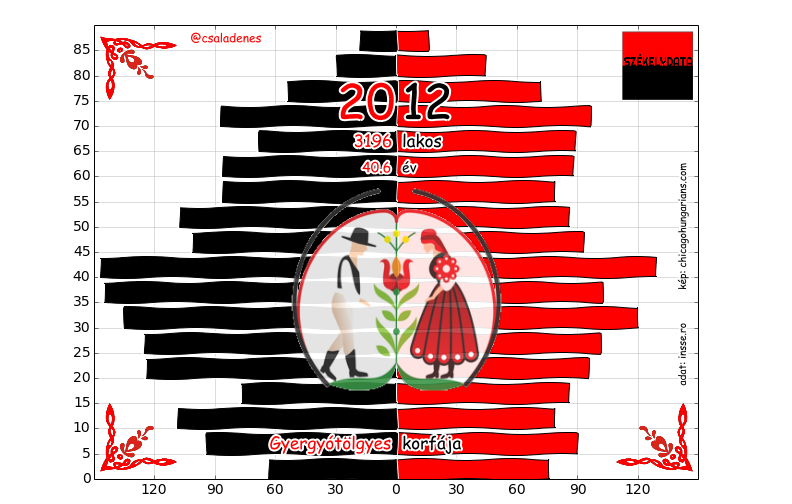 @csaladenes
SZÉKELYDATA
2012
3196 lakos
40.6 év
kép: chicagohungarians.com
adat: insse.ro
Gyergyótölgyes korfája
85
80
75
70
65
60
55
50
45
40
35
30
25
20
15
10
5
0
120 90 60 30 0 30 60 90 120